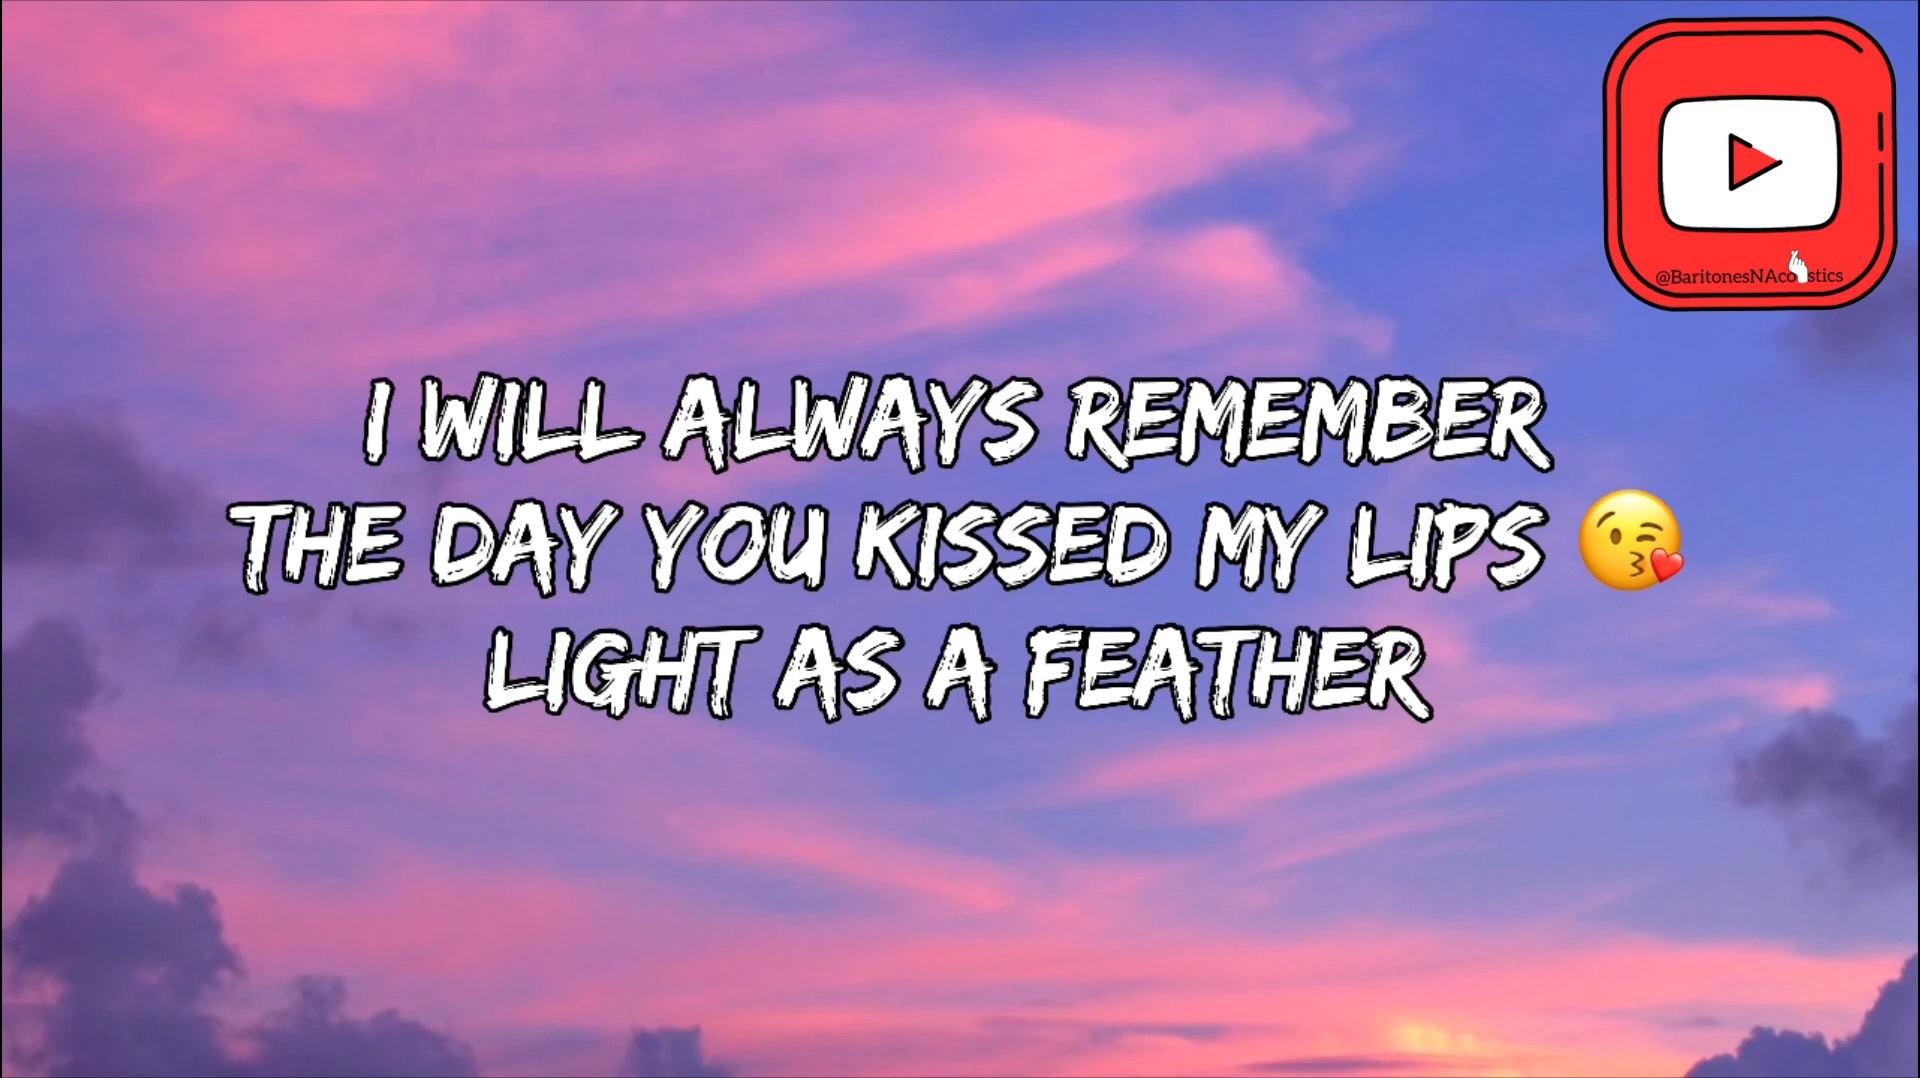 @BaritonesNAcoustics
I WILL ALWAYS REMEMBER
THE DAY YOU KISSED MY LIPS 😘
LIGHT AS A FEATHER